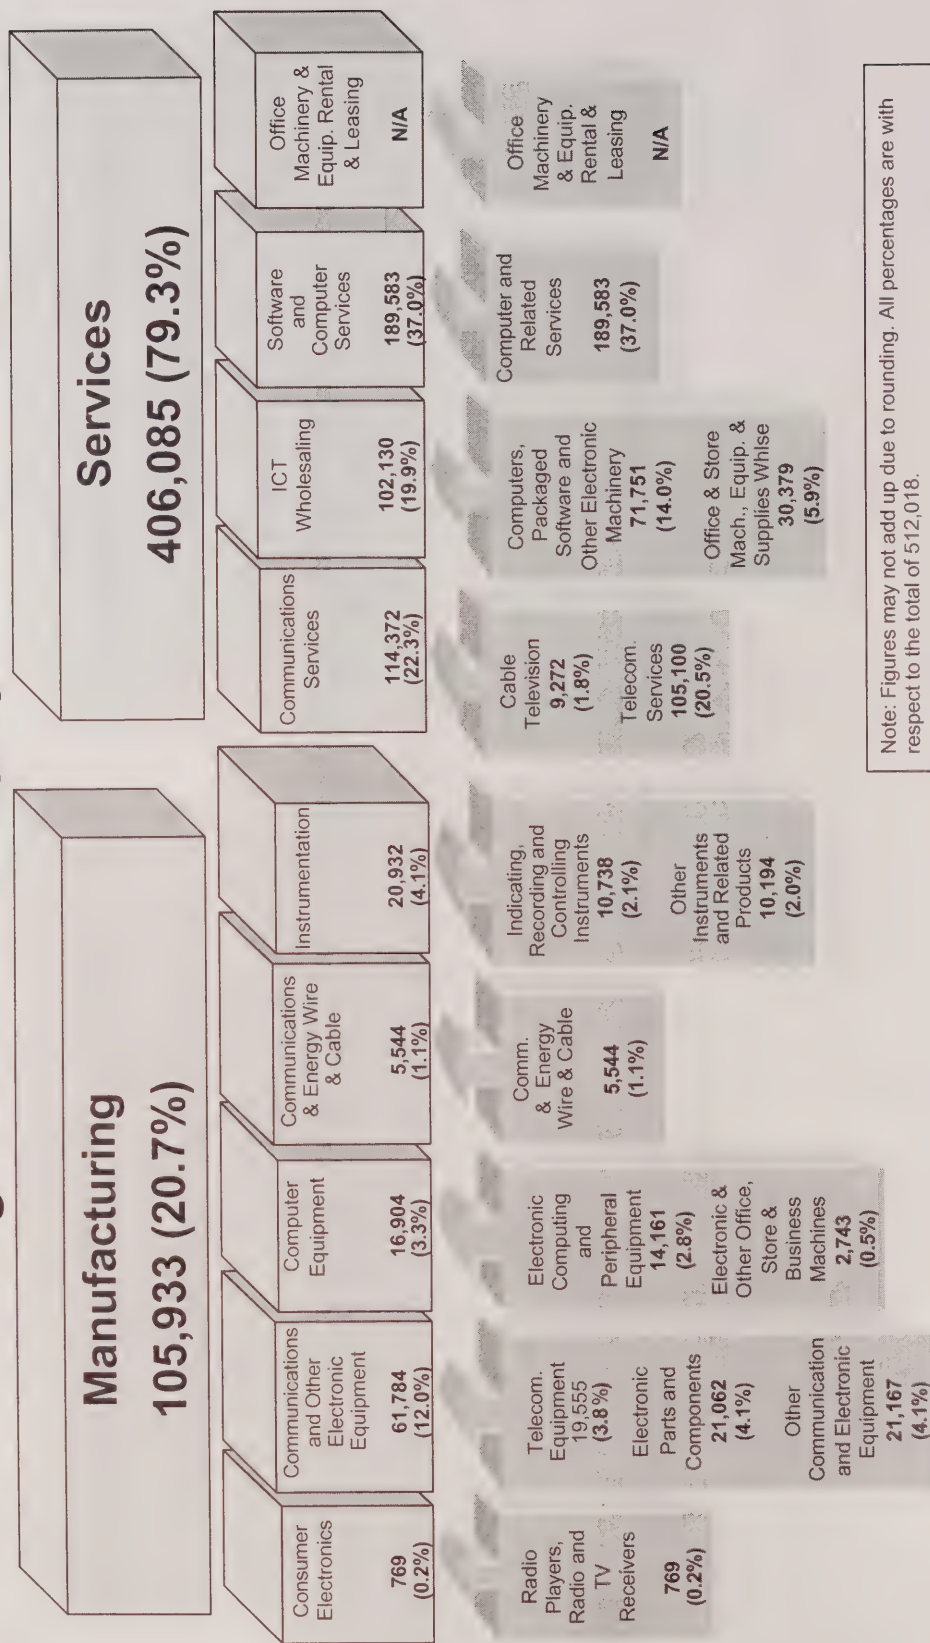 Manufacturing
105,933 (20.7%)
Services
406,085 (79.3%)
Consumer
Electronics
769
(0.2%)
Communications
and Other
Electronic
Equipment
61,784
(12.0%)
Computer
Equipment
16,904
(3.3%)
Communications
& Energy Wire
& Cable
5,544
(1.1%)
Instrumentation
20,932
(4.1%)
Communications
Services
114,372
(22.3%)
ICT
Wholesaling
102,130
(19.9%)
Software
and
Computer
Services
189,583
(37.0%)
Office
Machinery &
Equip. Rental
& Leasing
N/A
Radio
Players,
Radio and
TV
Receivers
769
(0.2%)
Telecom.
Equipment
19,555
(3.8%)
Electronic
Parts and
Components
21,062
(4.1%)
Other
Communication
and Electronic
Equipment
21,167
(4.1%)
Electronic
Computing
and
Peripheral
Equipment
14,161
(2.8%)
Electronic &
Other Office,
Store &
Business
Machines
2,743
(0.5%)
Comm.
& Energy
Wire & Cable
5,544
(1.1%)
Indicating,
Recording and
Controlling
Instruments
10,738
(2.1%)
Other
Instruments
and Related
Products
10,194
(2.0%)
Cable
Television
9,272
(1.8%)
Telecom.
Services
105,100
(20.5%)
Computers,
Packaged
Software and
Other Electronic
Machinery
71,751
(14.0%)
Office & Store
Mach., Equip. &
Supplies Whlse
30,379
(5.9%)
Computer and
Related
Services
189,583
(37.0%)
Office
Machinery
& Equip.
Rental &
Leasing
N/A
Note: Figures may not add up due to rounding. All percentages are with
respect to the total of 512,018.